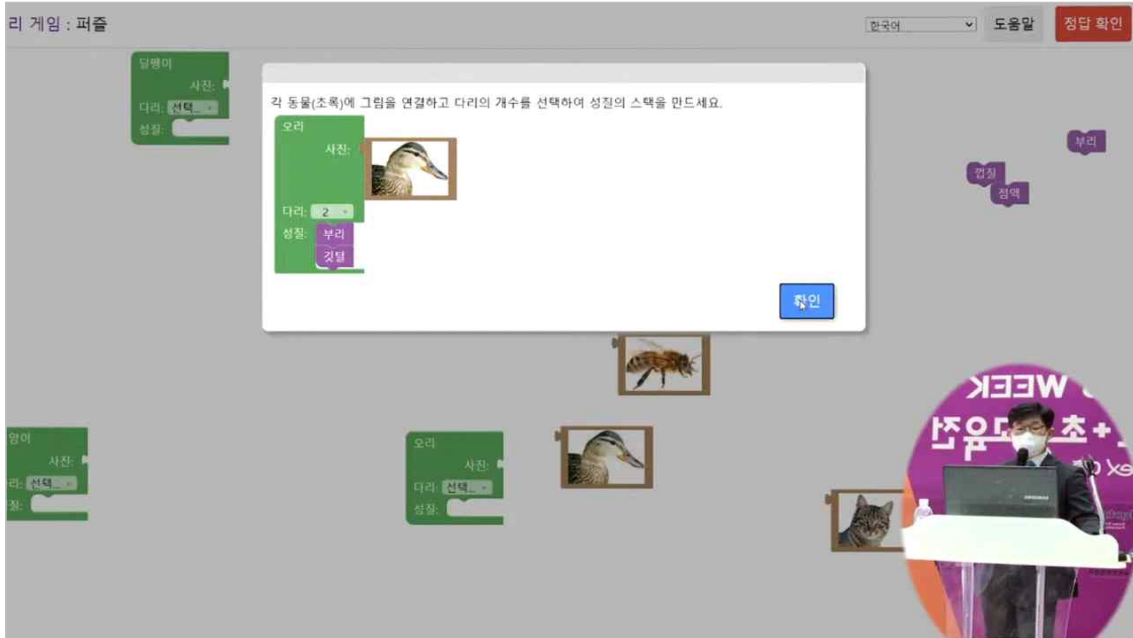 리 게임 : 퍼즐
한국어
도움말
정답 확인
달팽이
사진:
다리: 선택...
성질:
각 동물(초록)에 그림을 연결하고 다리의 개수를 선택하여 성질의 스택을 만드세요.
오리
사진:
다리: 2
성질: 부리
깃털
확인
부리
껍질
점액
양이
사진:
리: 선택...
질:
오리
사진:
다리: 선택...
성질:
WEEK
SAMSUNG